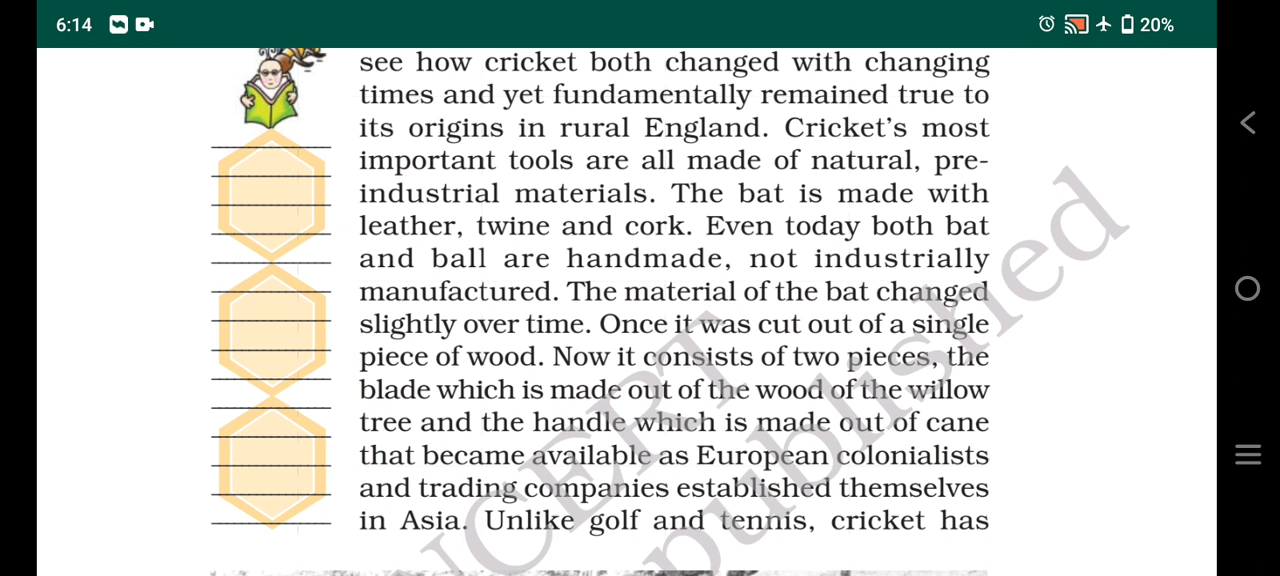 6:14
20%
see how cricket both changed with changing
times and yet fundamentally remained true to
its origins in rural England. Cricket's most
important tools are all made of natural, pre-
industrial materials. The bat is made with
leather, twine and cork. Even today both bat
and ball are handmade, not industrially
manufactured. The material of the bat changed
slightly over time. Once it was cut out of a single
piece of wood. Now it consists of two pieces, the
blade which is made out of the wood of the willow
tree and the handle which is made out of cane
that became available as European colonialists
and trading companies established themselves
in Asia. Unlike golf and tennis, cricket has
NCERT
published